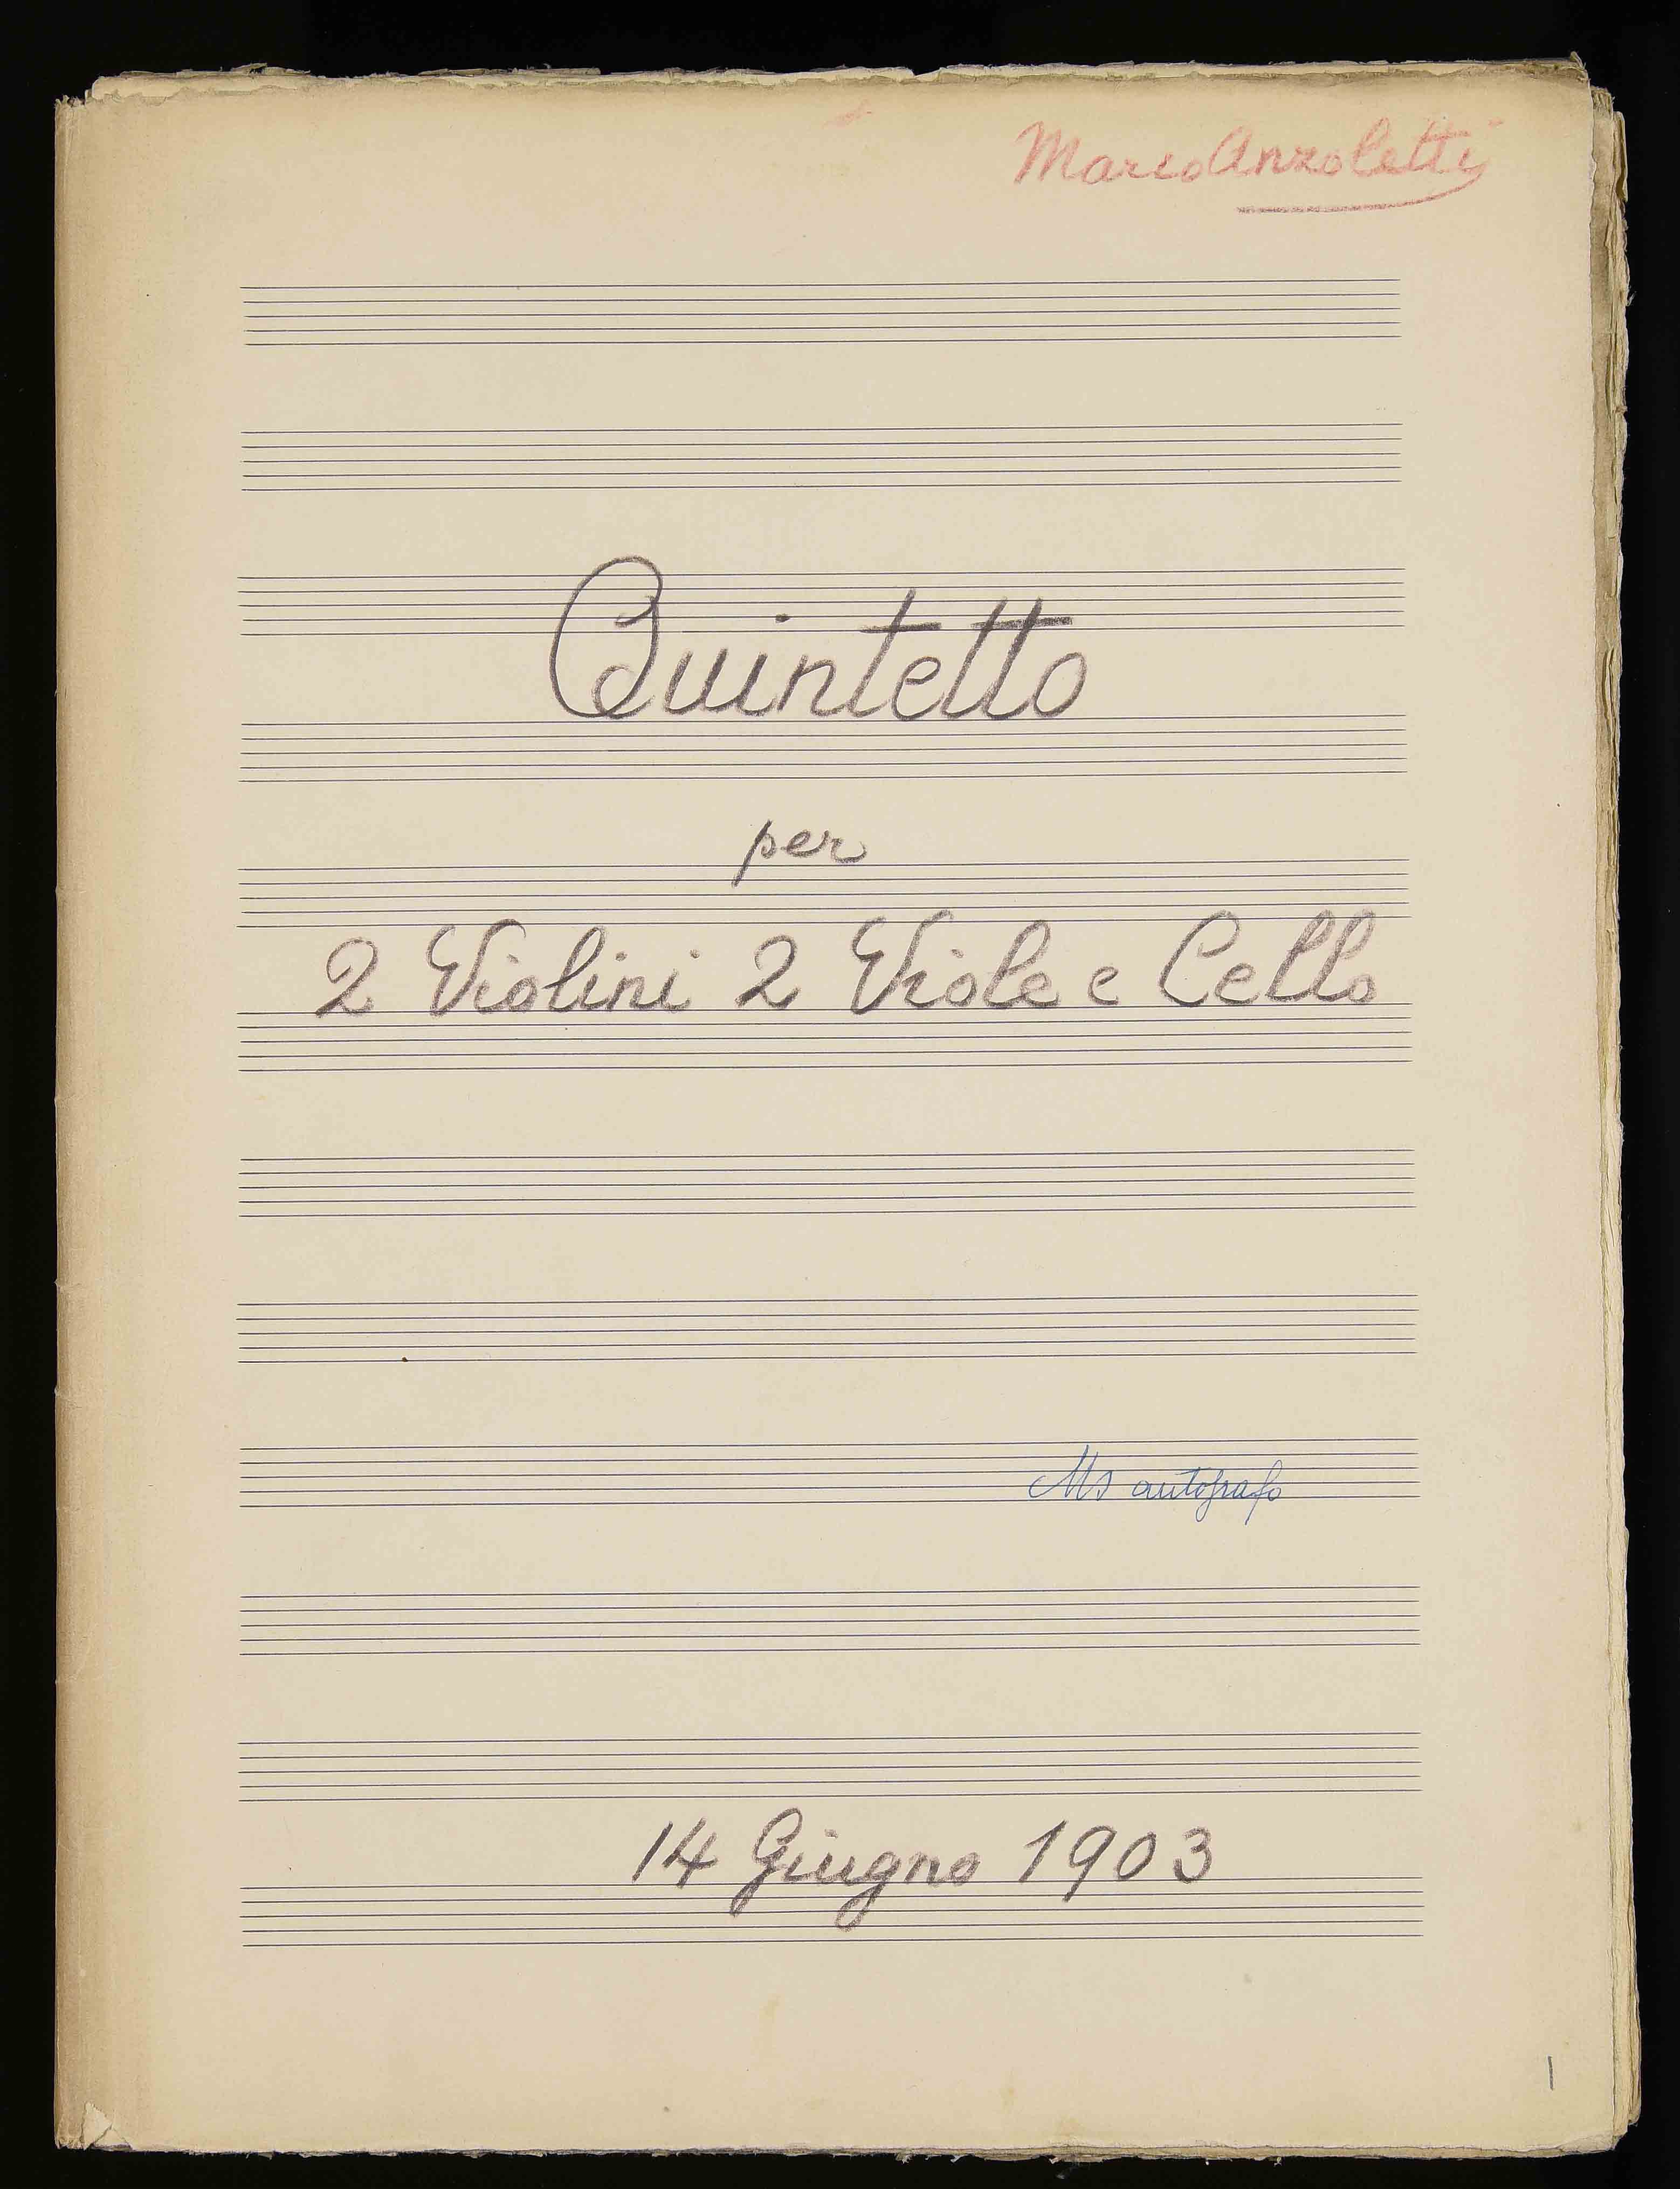 Marco Anzoletti
Quintetto
per
2 Violini 2 Viole e Cello
Ms autografo
14 Giugno 1903
1